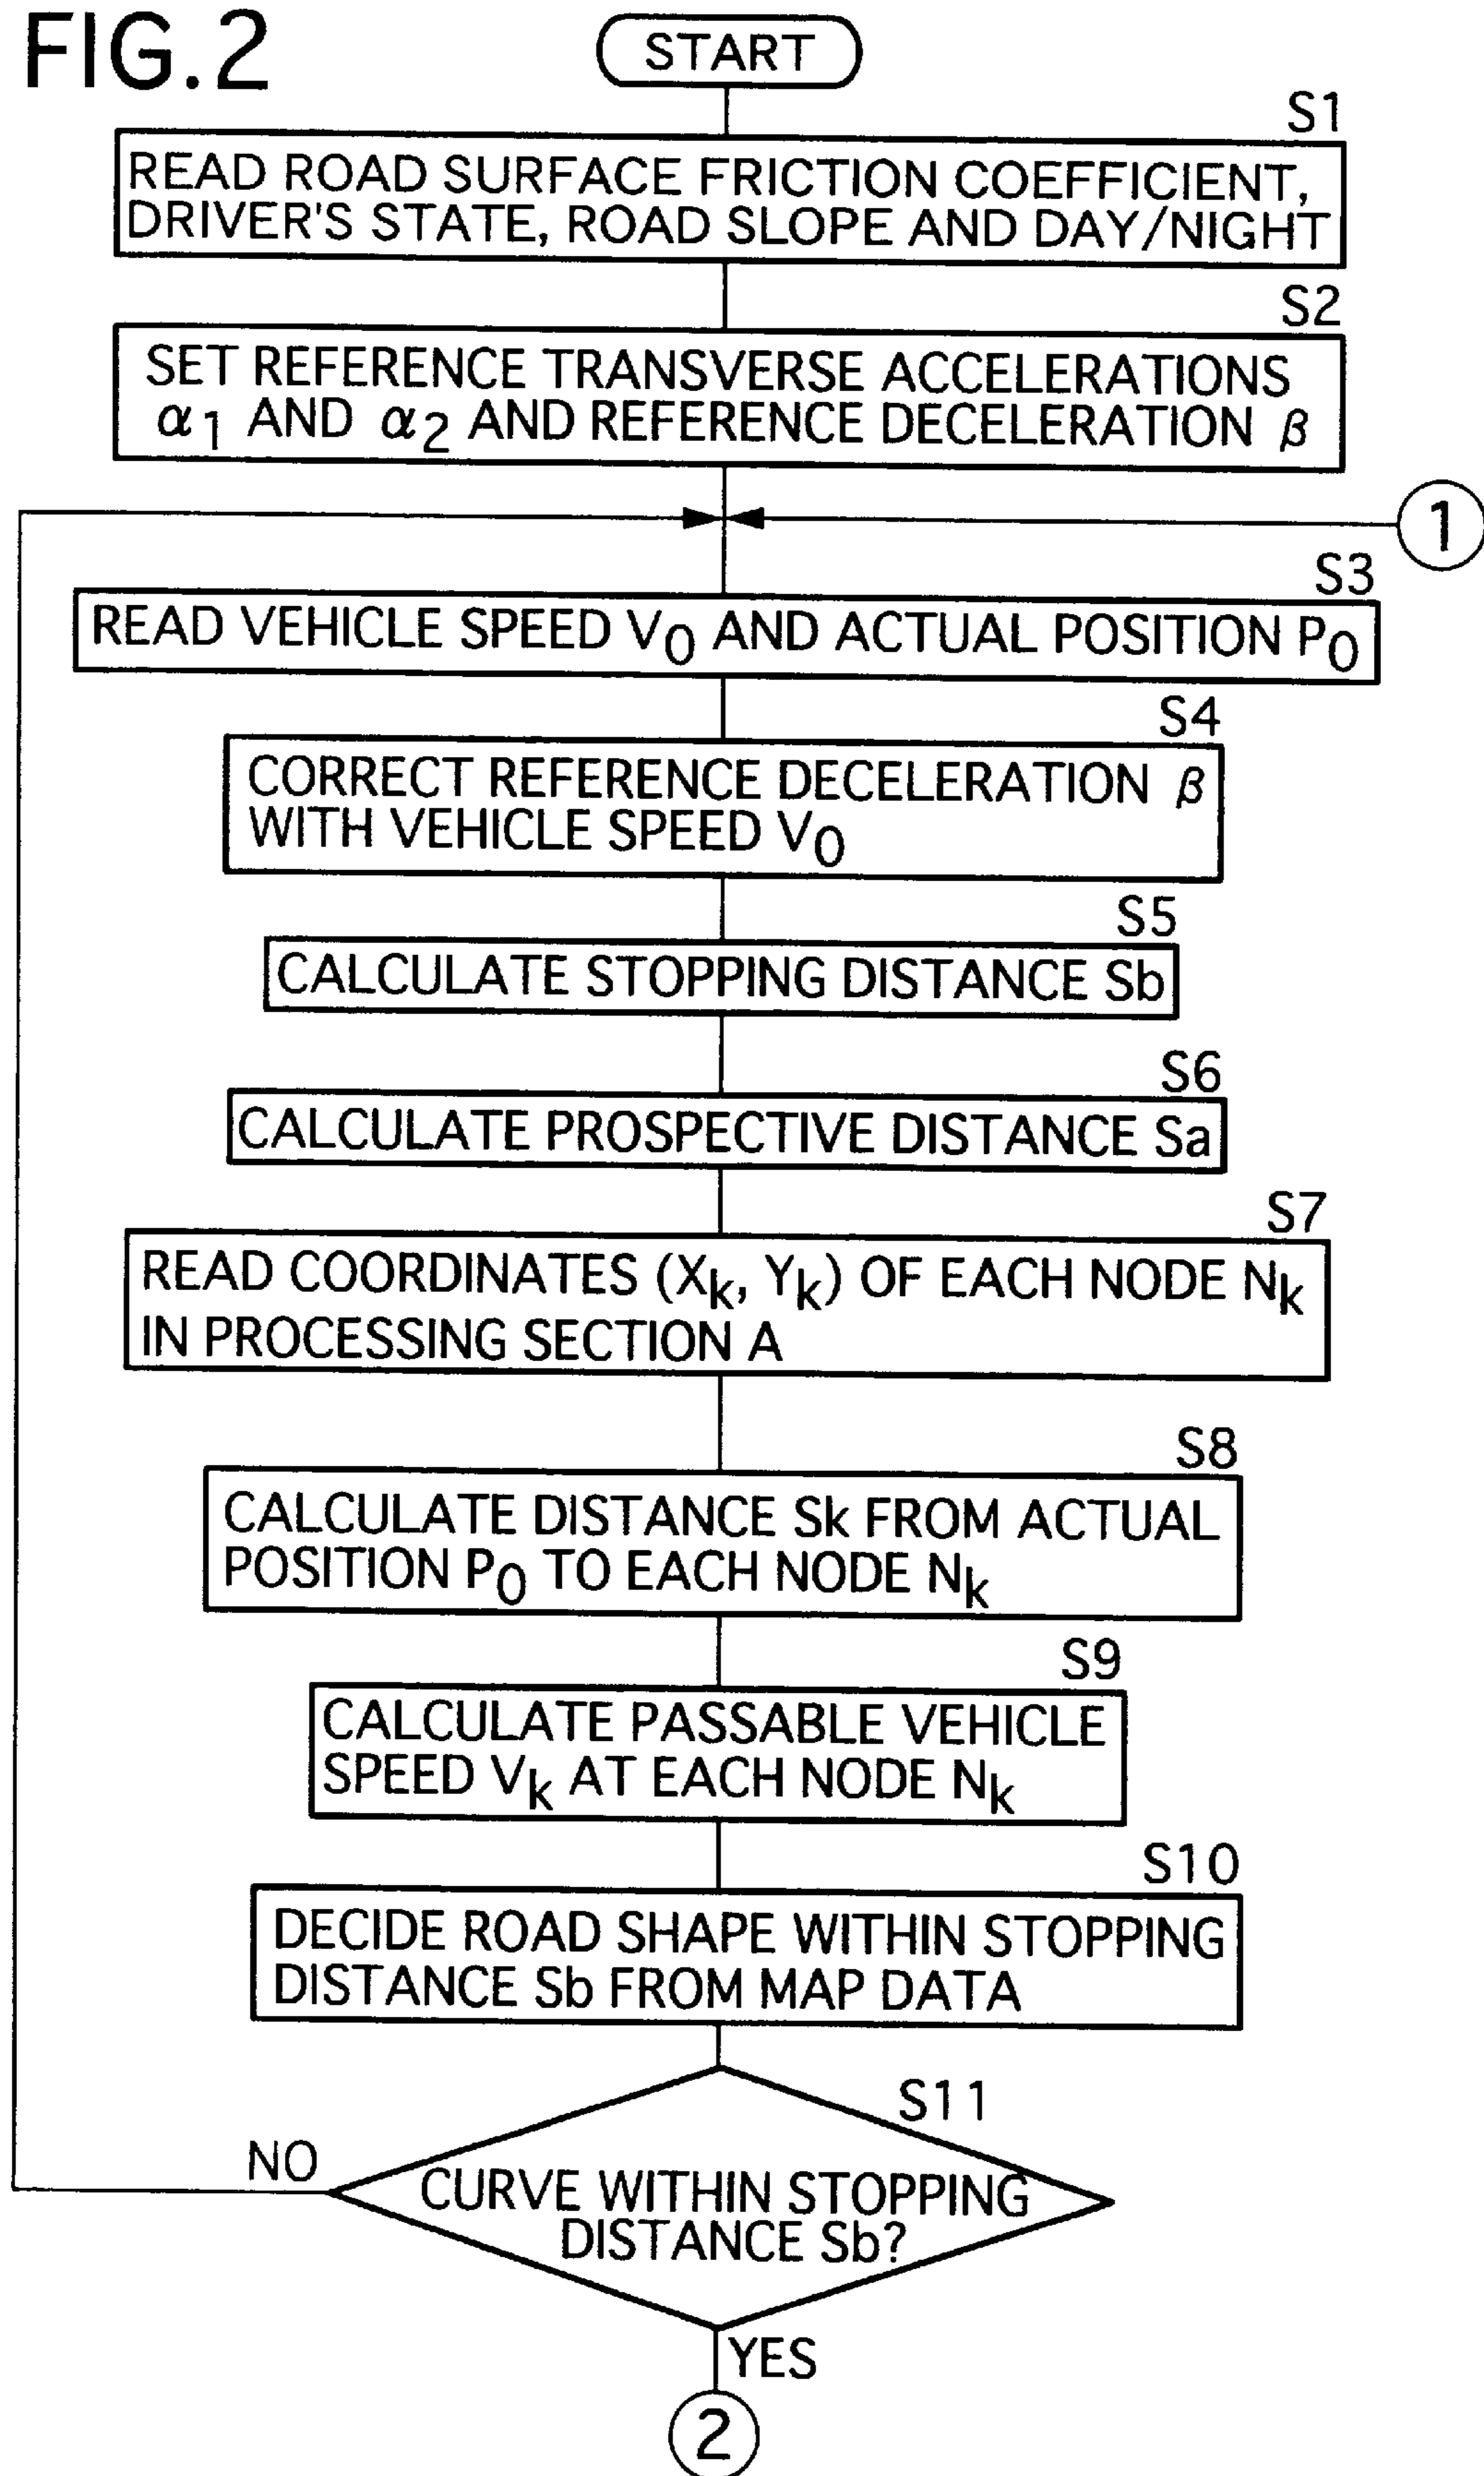 FIG.2
START
S1
READ ROAD SURFACE FRICTION COEFFICIENT,
DRIVER'S STATE, ROAD SLOPE AND DAY/NIGHT
S2
SET REFERENCE TRANSVERSE ACCELERATIONS
α1 AND α2 AND REFERENCE DECELERATION β
1
S3
READ VEHICLE SPEED V0 AND ACTUAL POSITION P0
S4
CORRECT REFERENCE DECELERATION β
WITH VEHICLE SPEED V0
S5
CALCULATE STOPPING DISTANCE Sb
S6
CALCULATE PROSPECTIVE DISTANCE Sa
S7
READ COORDINATES (Xk, Yk) OF EACH NODE Nk
IN PROCESSING SECTION A
S8
CALCULATE DISTANCE Sk FROM ACTUAL
POSITION P0 TO EACH NODE Nk
S9
CALCULATE PASSABLE VEHICLE
SPEED Vk AT EACH NODE Nk
S10
DECIDE ROAD SHAPE WITHIN STOPPING
DISTANCE Sb FROM MAP DATA
S11
NO
CURVE WITHIN STOPPING
DISTANCE Sb?
YES
2